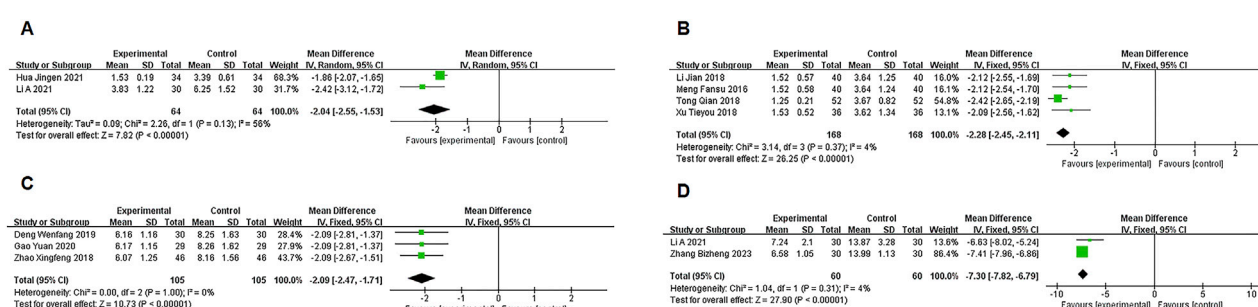 A
Experimental Control Mean Difference Mean Difference
Study or Subgroup Mean SD Total Mean SD Total Weight IV, Random, 95% CI IV, Random, 95% CI
Hua Jingen 2021 1.53 0.19 34 3.39 0.61 34 68.3% -1.86 [-2.07, -1.65]
Li A 2021 3.83 1.22 30 6.25 1.52 30 31.7% -2.42 [-3.12, -1.72]
Total (95% CI) 64 64 100.0% -2.04 [-2.55, -1.53]
Heterogeneity: Tau² = 0.09; Chi² = 2.26, df = 1 (P = 0.13); I² = 56%
Test for overall effect: Z = 7.82 (P < 0.00001)
-2 -1 0 1 2
Favours [experimental] Favours [control]
B
Experimental Control Mean Difference Mean Difference
Study or Subgroup Mean SD Total Mean SD Total Weight IV, Fixed, 95% CI IV, Fixed, 95% CI
Li Jian 2018 1.52 0.57 40 3.64 1.25 40 16.0% -2.12 [-2.55, -1.69]
Meng Fansu 2016 1.52 0.58 40 3.64 1.24 40 16.1% -2.12 [-2.54, -1.70]
Tong Qian 2018 1.25 0.21 52 3.67 0.82 52 54.8% -2.42 [-2.65, -2.19]
Xu Tieyou 2018 1.53 0.52 36 3.62 1.34 36 13.1% -2.09 [-2.56, -1.62]
Total (95% CI) 168 168 100.0% -2.28 [-2.45, -2.11]
Heterogeneity: Chi² = 3.14, df = 3 (P = 0.37); I² = 4%
Test for overall effect: Z = 26.25 (P < 0.00001)
-2 -1 0 1 2
Favours [experimental] Favours [control]
C
Experimental Control Mean Difference Mean Difference
Study or Subgroup Mean SD Total Mean SD Total Weight IV, Fixed, 95% CI IV, Fixed, 95% CI
Deng Wenfang 2019 6.16 1.16 30 8.25 1.63 30 28.4% -2.09 [-2.81, -1.37]
Gao Yuan 2020 6.17 1.15 29 8.26 1.62 29 27.9% -2.09 [-2.81, -1.37]
Zhao Xingfeng 2018 6.07 1.25 46 8.16 1.56 46 43.7% -2.09 [-2.67, -1.51]
Total (95% CI) 105 105 100.0% -2.09 [-2.47, -1.71]
Heterogeneity: Chi² = 0.00, df = 2 (P = 1.00); I² = 0%
Test for overall effect: Z = 10.73 (P < 0.00001)
-2 -1 0 1 2
D
Experimental Control Mean Difference Mean Difference
Study or Subgroup Mean SD Total Mean SD Total Weight IV, Fixed, 95% CI IV, Fixed, 95% CI
Li A 2021 7.24 2.1 30 13.87 3.28 30 13.6% -6.63 [-8.02, -5.24]
Zhang Bizheng 2023 6.58 1.05 30 13.99 1.13 30 86.4% -7.41 [-7.96, -6.86]
Total (95% CI) 60 60 100.0% -7.30 [-7.82, -6.79]
Heterogeneity: Chi² = 1.04, df = 1 (P = 0.31); I² = 4%
Test for overall effect: Z = 27.90 (P < 0.00001)
-10 -5 0 5 10
Favours [experimental] Favours [control]